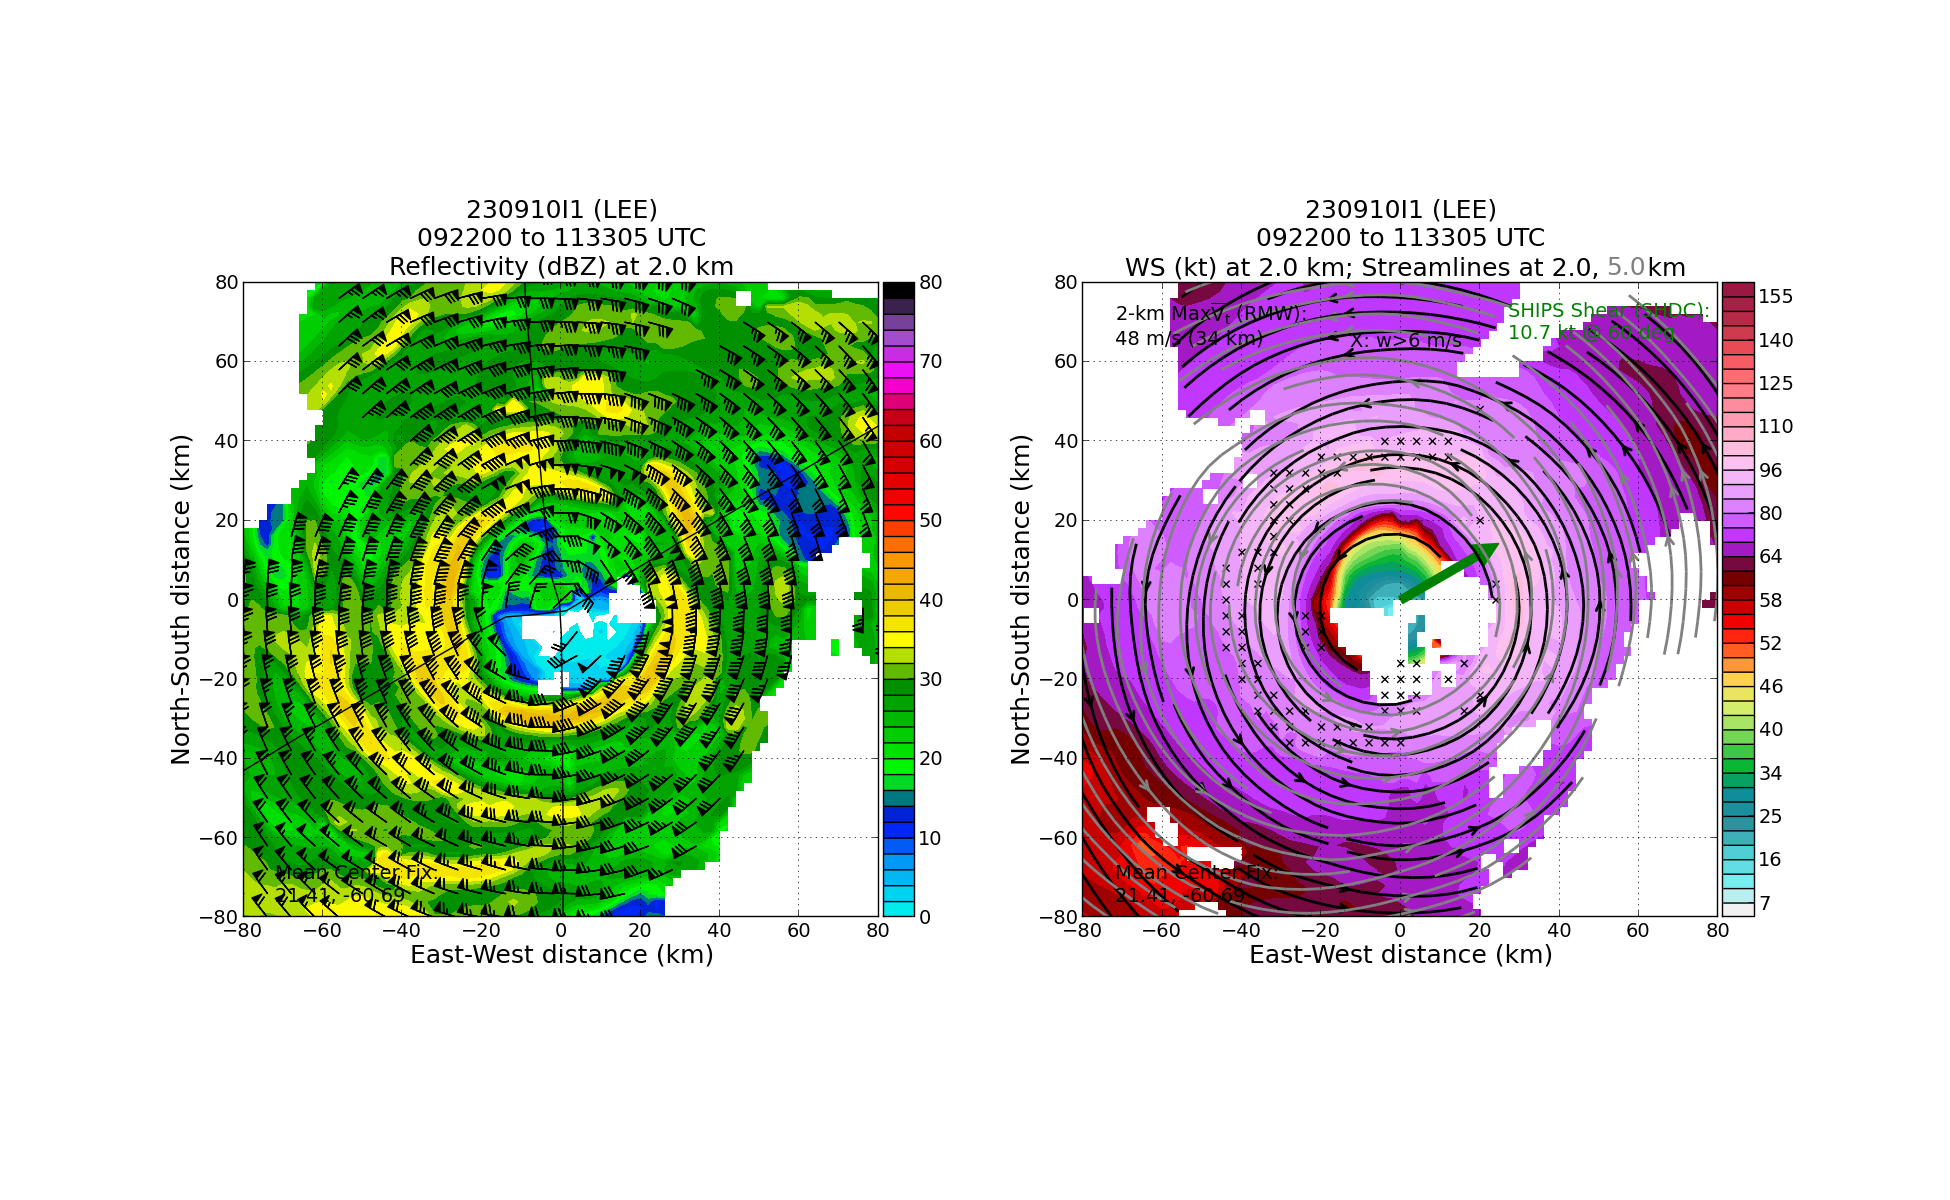 230910I1 (LEE)
092200 to 113305 UTC
Reflectivity (dBZ) at 2.0 km
80
60
40
20
0
−20
−40
−60
−80
North-South distance (km)
−80 −60 −40 −20 0 20 40 60 80
East-West distance (km)
Mean Center Fix:
21.41, -60.69
80
70
60
50
40
30
20
10
0
230910I1 (LEE)
092200 to 113305 UTC
WS (kt) at 2.0 km; Streamlines at 2.0, 5.0 km
2-km MaxVt (RMW):
48 m/s (34 km)
X: w>6 m/s
SHIPS Shear (SHDC):
10.7 kt @ 60 deg
80
60
40
20
0
−20
−40
−60
−80
North-South distance (km)
−80 −60 −40 −20 0 20 40 60 80
East-West distance (km)
Mean Center Fix:
21.41, -60.69
155
140
125
110
96
80
64
58
52
46
40
34
25
16
7